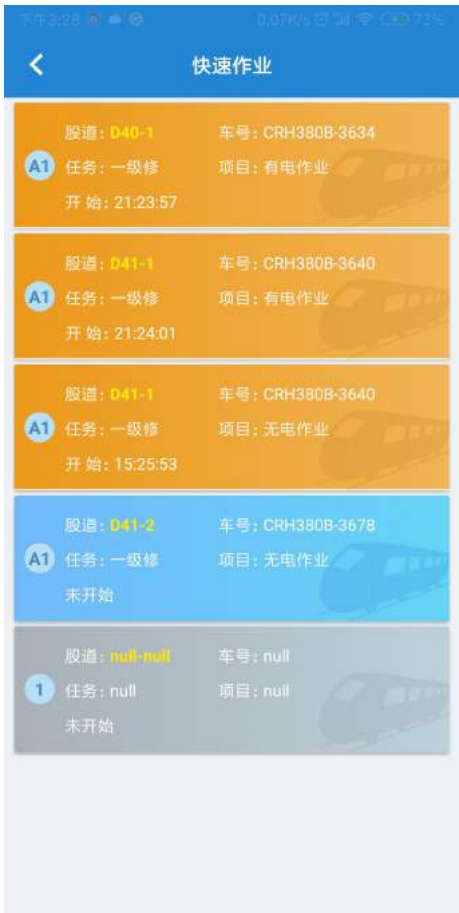 下午3:28 0.07K/s 73%
快速作业
股道：D40-1 车号：CRH380B-3634
A1 任务：一级修 项目：有电作业
开 始：21:23:57
股道：D41-1 车号：CRH380B-3640
A1 任务：一级修 项目：有电作业
开 始：21:24:01
股道：D41-1 车号：CRH380B-3640
A1 任务：一级修 项目：无电作业
开 始：15:25:53
股道：D41-2 车号：CRH380B-3678
A1 任务：一级修 项目：无电作业
未开始
股道：null-null 车号：null
1 任务：null 项目：null
未开始